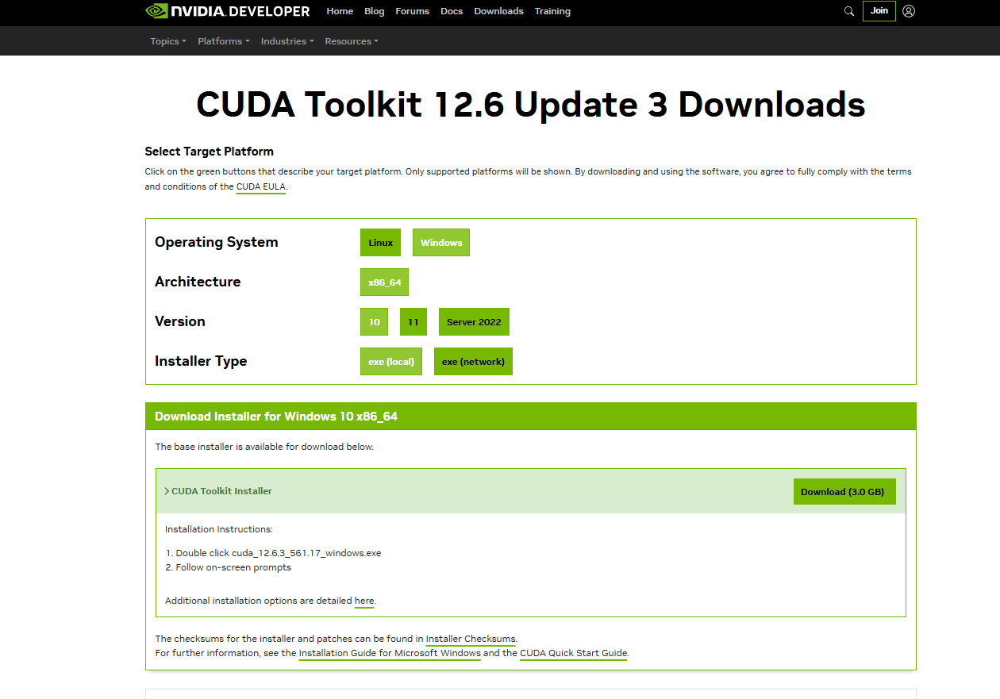 NVIDIA. DEVELOPER Home Blog Forums Docs Downloads Training Join
Topics Platforms Industries Resources
CUDA Toolkit 12.6 Update 3 Downloads
Select Target Platform
Click on the green buttons that describe your target platform. Only supported platforms will be shown. By downloading and using the software, you agree to fully comply with the terms
and conditions of the CUDA EULA.
Operating System Linux Windows
Architecture x86_64
Version 10 11 Server 2022
Installer Type exe (local) exe (network)
Download Installer for Windows 10 x86_64
The base installer is available for download below.
CUDA Toolkit Installer Download (3.0 GB)
Installation Instructions:
1. Double click cuda_12.6.3_561.17_windows.exe
2. Follow on-screen prompts
Additional installation options are detailed here.
The checksums for the installer and patches can be found in Installer Checksums.
For further information, see the Installation Guide for Microsoft Windows and the CUDA Quick Start Guide.